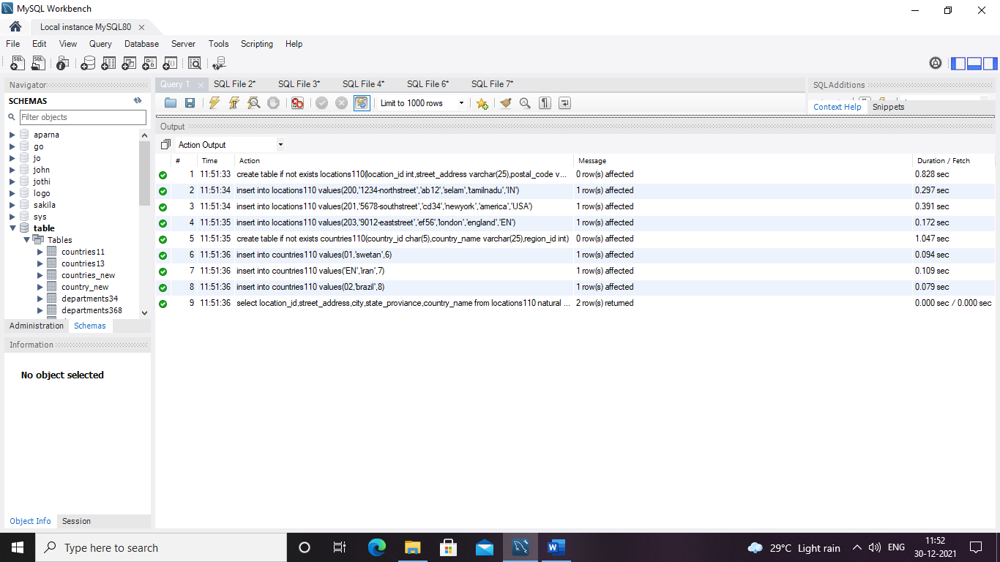 MySQL Workbench
Local instance MySQL80
File Edit View Query Database Server Tools Scripting Help
Navigator
SCHEMAS
Filter objects
aparna
go
jo
john
jothi
logo
sakila
sys
table
Tables
countries11
countries13
countries_new
country_new
departments34
departments368
Administration Schemas
Information
No object selected
Object Info Session
Query 1 SQL File 2* SQL File 3* SQL File 4* SQL File 6* SQL File 7*
Limit to 1000 rows
Output
Action Output
# Time Action Message Duration / Fetch
1 11:51:33 create table if not exists locations110(location_id int,street_address varchar(25),postal_code v... 0 row(s) affected 0.828 sec
2 11:51:34 insert into locations110 values(200,'1234-northstreet','ab12','selam','tamilnadu','IN') 1 row(s) affected 0.297 sec
3 11:51:34 insert into locations110 values(201,'5678-southstreet','cd34','newyork','america','USA') 1 row(s) affected 0.391 sec
4 11:51:35 insert into locations110 values(203,'9012-eaststreet','ef56','london','england','EN') 1 row(s) affected 0.172 sec
5 11:51:35 create table if not exists countries110(country_id char(5),country_name varchar(25),region_id int) 0 row(s) affected 1.047 sec
6 11:51:36 insert into countries110 values(01,'swetan',6) 1 row(s) affected 0.094 sec
7 11:51:36 insert into countries110 values('EN','iran',7) 1 row(s) affected 0.109 sec
8 11:51:36 insert into countries110 values(02,'brazil',8) 1 row(s) affected 0.079 sec
9 11:51:36 select location_id,street_address,city,state_proviance,country_name from locations110 natural ... 2 row(s) returned 0.000 sec / 0.000 sec
SQLAdditions
Context Help Snippets
Type here to search
29°C Light rain
ENG
11:52
30-12-2021